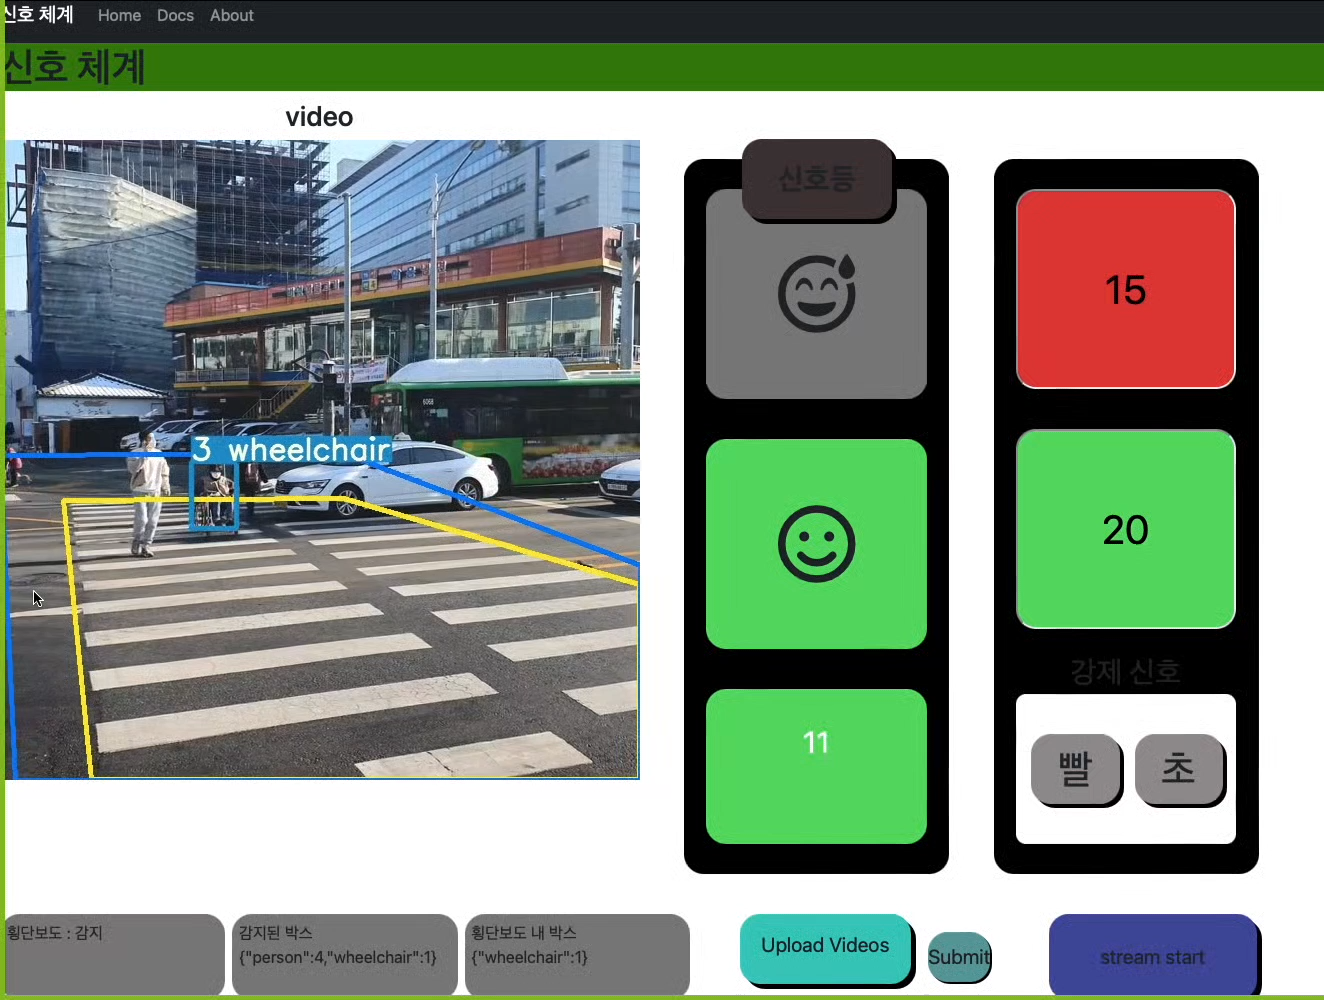 신호 체계
Home
Docs
About
신호 체계
video
3 wheelchair
신호등
15
20
11
강제 신호
빨
초
횡단보도 : 감지
감지된 박스
{"person":4,"wheelchair":1}
횡단보도 내 박스
{"wheelchair":1}
Upload Videos
Submit
stream start